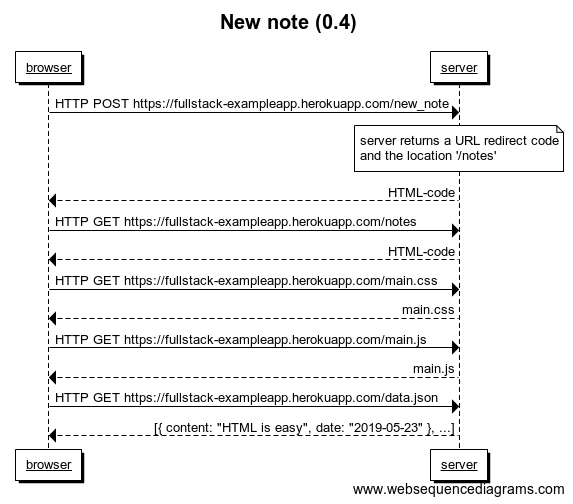 New note (0.4)
browser
server
HTTP POST https://fullstack-exampleapp.herokuapp.com/new_note
server returns a URL redirect code
and the location '/notes'
HTML-code
HTTP GET https://fullstack-exampleapp.herokuapp.com/notes
HTML-code
HTTP GET https://fullstack-exampleapp.herokuapp.com/main.css
main.css
HTTP GET https://fullstack-exampleapp.herokuapp.com/main.js
main.js
HTTP GET https://fullstack-exampleapp.herokuapp.com/data.json
[{ content: "HTML is easy", date: "2019-05-23" }, ...]
browser
server
www.websequencediagrams.com